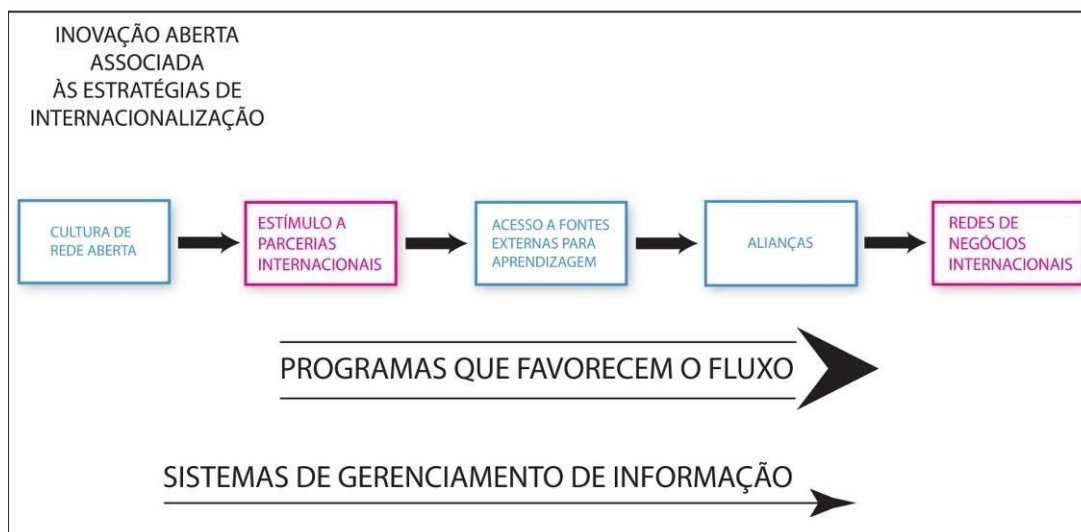 INOVAÇÃO ABERTA
ASSOCIADA
ÀS ESTRATÉGIAS DE
INTERNACIONALIZAÇÃO
CULTURA DE
REDE ABERTA
ESTÍMULO A
PARCERIAS
INTERNACIONAIS
ACESSO A FONTES
EXTERNAS PARA
APRENDIZAGEM
ALIANÇAS
REDES DE
NEGÓCIOS
INTERNACIONAIS
PROGRAMAS QUE FAVORECEM O FLUXO
SISTEMAS DE GERENCIAMENTO DE INFORMAÇÃO